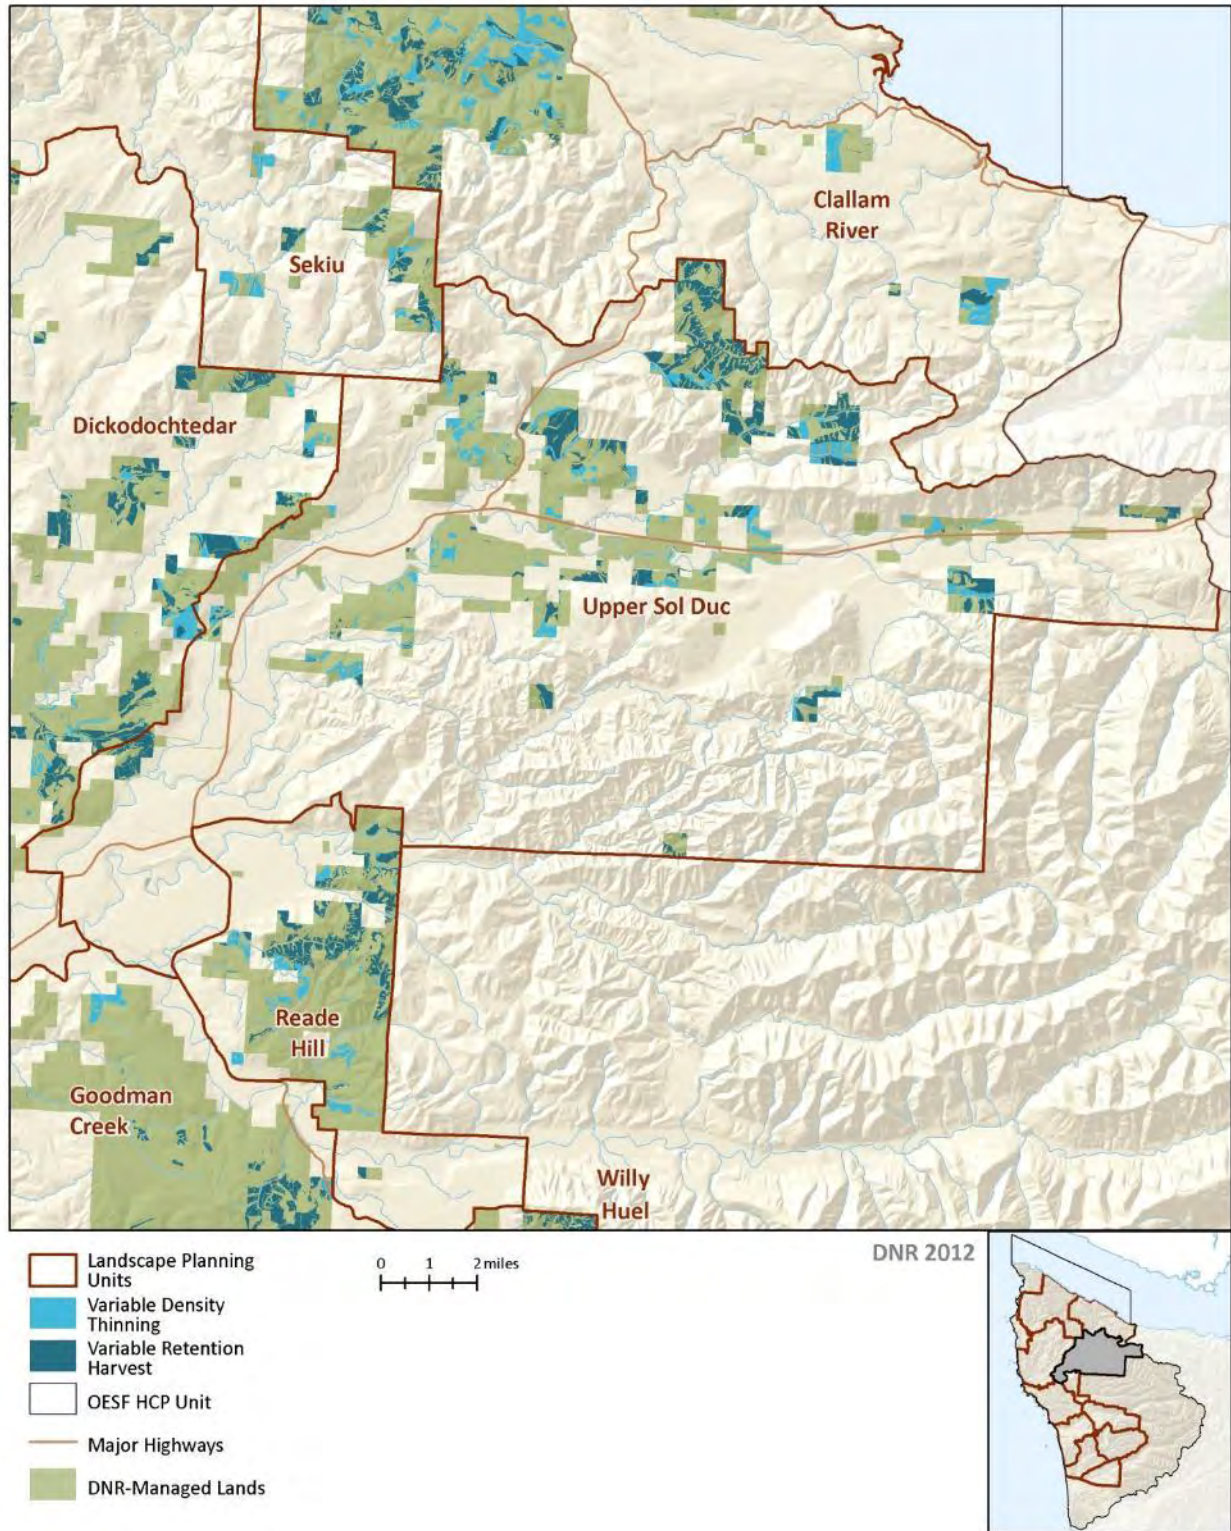 Clallam
River
Sekiu
Dickodochtedar
Upper Sol Duc
Reade
Hill
Goodman
Creek
Willy
Huel
Landscape Planning
Units
Variable Density
Thinning
Variable Retention
Harvest
OESF HCP Unit
Major Highways
DNR-Managed Lands
0 1 2 miles
DNR 2012